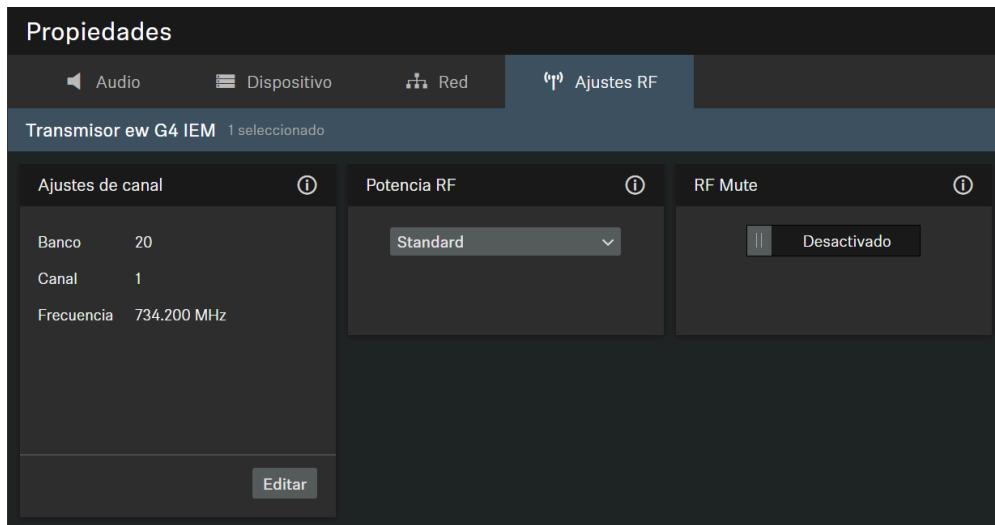 Propiedades
Audio Dispositivo Red Ajustes RF
Transmisor ew G4 IEM 1 seleccionado
Ajustes de canal
Banco 20
Canal 1
Frecuencia 734.200 MHz
Editar
Potencia RF
Standard
RF Mute
Desactivado